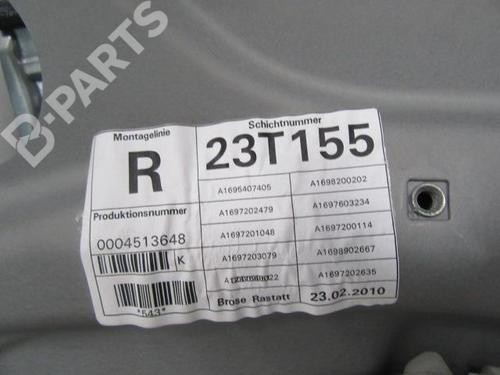 B-PARTS
Montagelinie
Schichtnummer
R
23T155
A1695407405
A1698200202
Produktionsnummer
A1697202479
A1697603234
0004513648
A1697201048
A1697200114
K
A1697203079
A1698902667
A1697202635
*543*
Brose Rastatt
23.02.2010